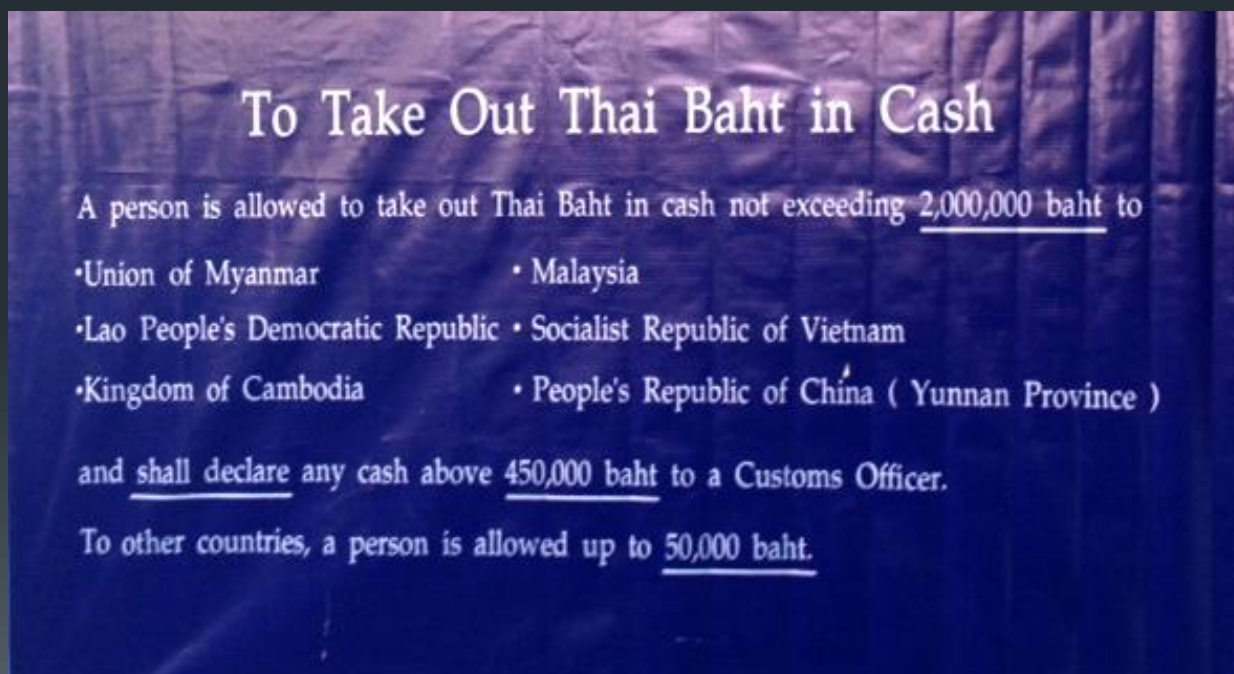 To Take Out Thai Baht in Cash
A person is allowed to take out Thai Baht in cash not exceeding 2,000,000 baht to
•Union of Myanmar • Malaysia
•Lao People's Democratic Republic • Socialist Republic of Vietnam
•Kingdom of Cambodia • People's Republic of China ( Yunnan Province )
and shall declare any cash above 450,000 baht to a Customs Officer.
To other countries, a person is allowed up to 50,000 baht.